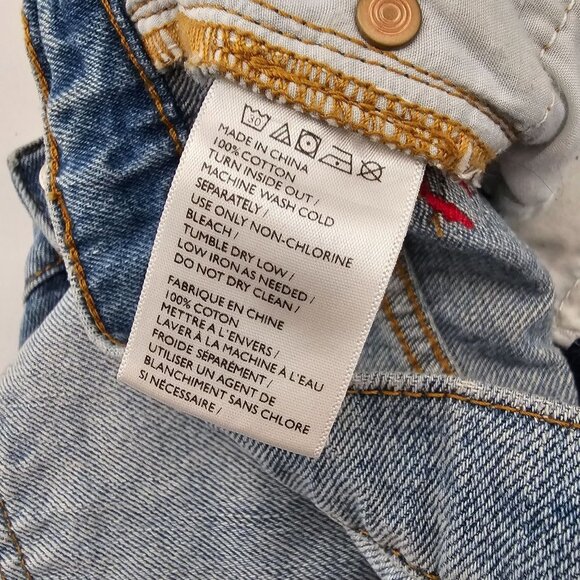 30
MADE IN CHINA
100% COTTON
TURN INSIDE OUT /
MACHINE WASH COLD
SEPARATELY /
USE ONLY NON-CHLORINE
BLEACH /
TUMBLE DRY LOW /
LOW IRON AS NEEDED /
DO NOT DRY CLEAN /
FABRIQUE EN CHINE
100% COTON
METTRE A L'ENVERS /
LAVER À LA MACHINE À L'EAU
FROIDE SÉPARÉMENT /
UTILISER UN AGENT DE
BLANCHIMENT SANS CHLORE
SI NÉCESSAIRE /